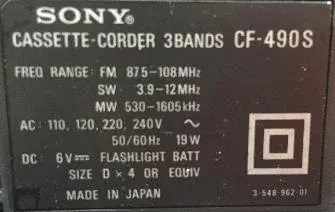 SONY®
CASSETTE-CORDER 3BANDS CF-490S
FREQ RANGE: FM 87.5-108MHz
SW 3.9-12MHz
MW 530-1605kHz
AC: 110, 120, 220, 240V ~
50/60Hz 19W
DC: 6V⎓ FLASHLIGHT BATT
SIZE D × 4 OR EQUIV
MADE IN JAPAN
3-548-962-01